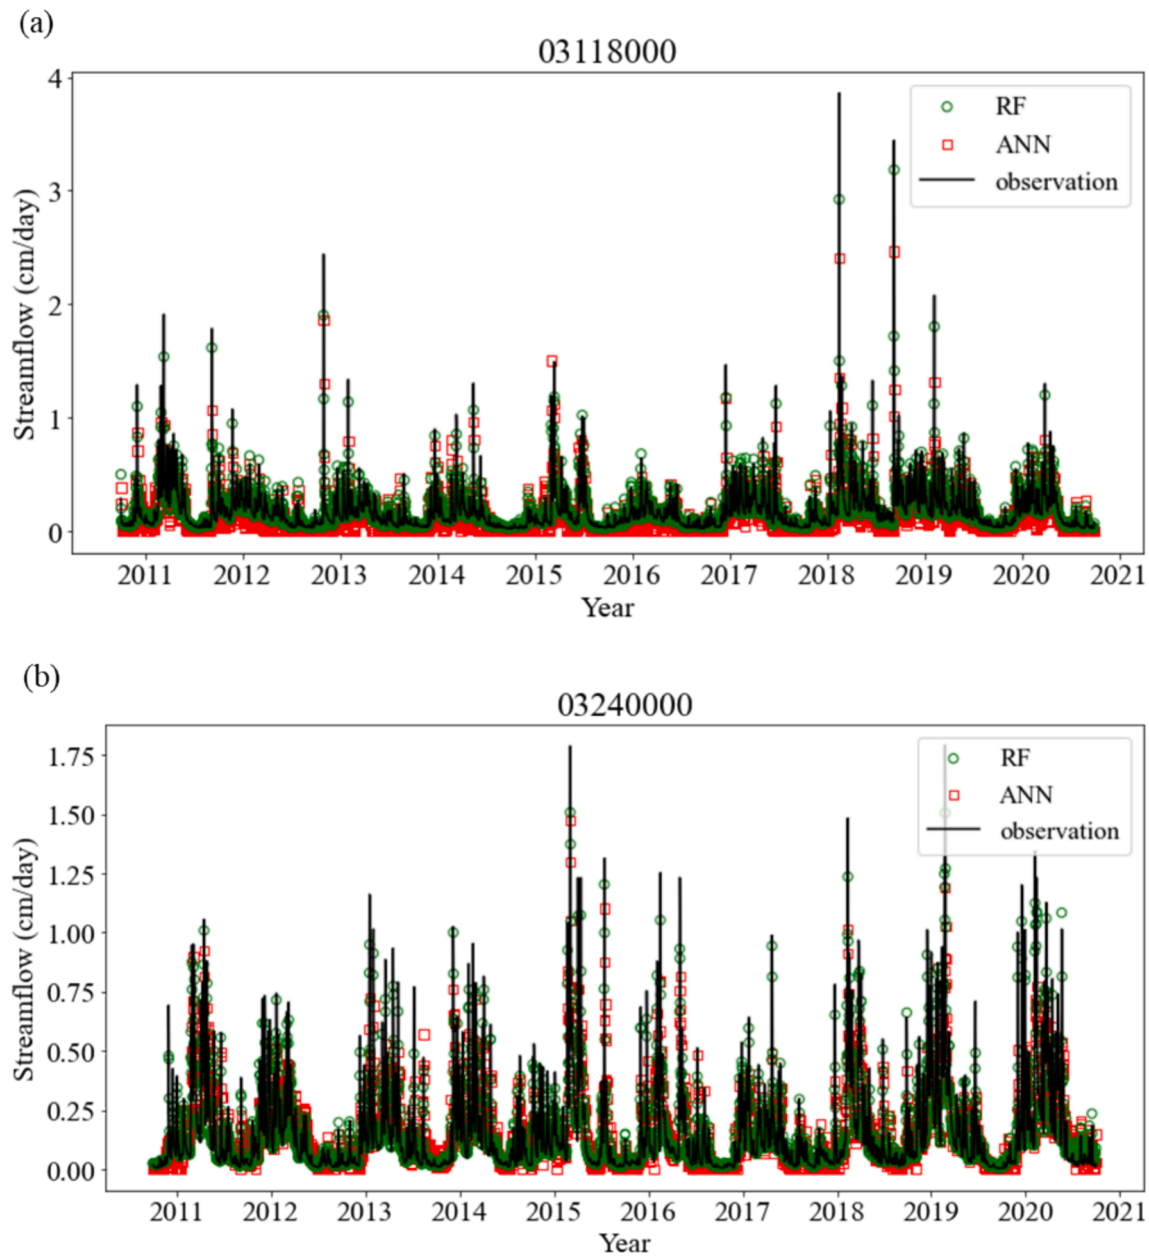 (a)
03118000
4
3
2
1
0
Streamflow (cm/day)
RF
ANN
observation
2011 2012 2013 2014 2015 2016 2017 2018 2019 2020 2021
Year
(b)
03240000
1.75
1.50
1.25
1.00
0.75
0.50
0.25
0.00
Streamflow (cm/day)
RF
ANN
observation
2011 2012 2013 2014 2015 2016 2017 2018 2019 2020 2021
Year